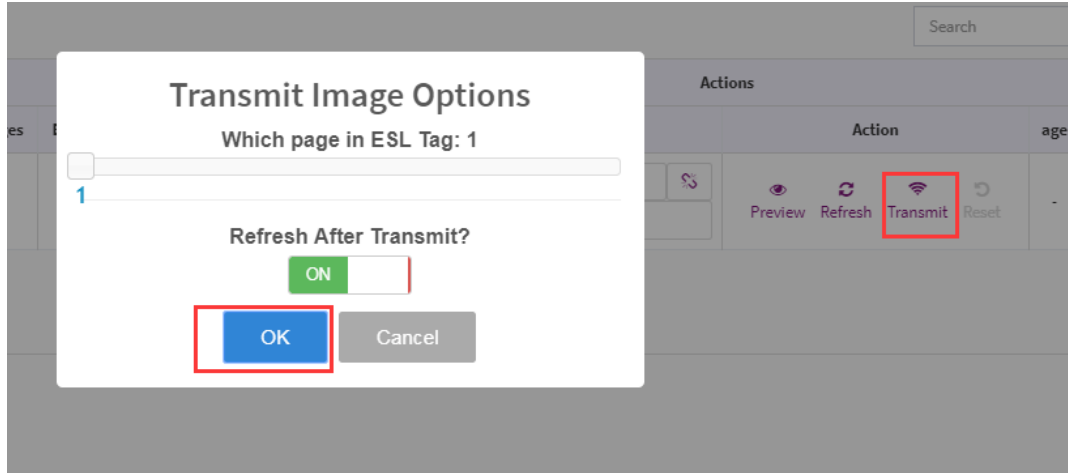 Search
Actions
ges
Action
age
Transmit Image Options
Which page in ESL Tag: 1
1
Refresh After Transmit?
ON
OK
Cancel
Preview
Refresh
Transmit
Reset
-